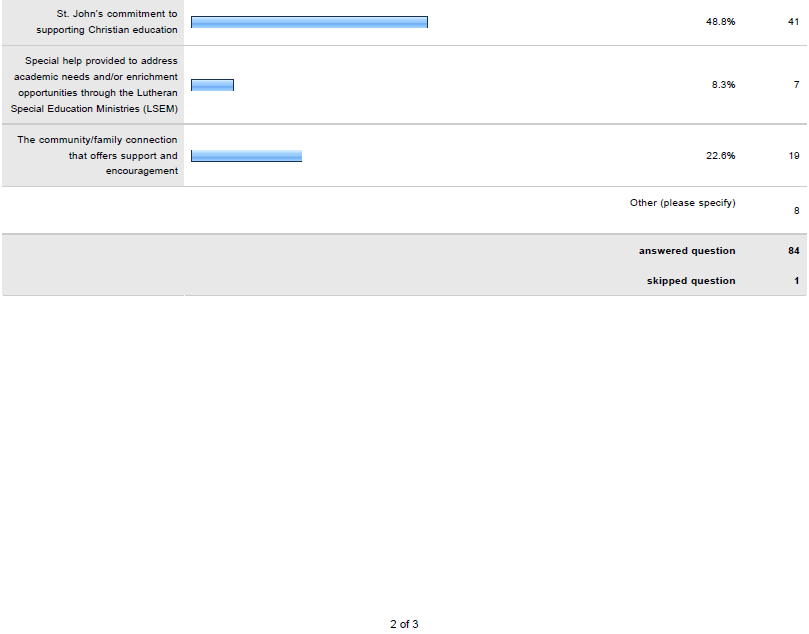 St. John's commitment to
supporting Christian education
48.8%
41
Special help provided to address
academic needs and/or enrichment
opportunities through the Lutheran
Special Education Ministries (LSEM)
8.3%
7
The community/family connection
that offers support and
encouragement
22.6%
19
Other (please specify)
8
answered question
84
skipped question
1
2 of 3